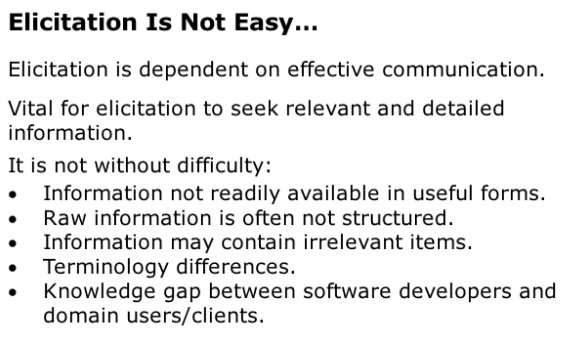 Elicitation Is Not Easy...
Elicitation is dependent on effective communication.
Vital for elicitation to seek relevant and detailed
information.
It is not without difficulty:
• Information not readily available in useful forms.
• Raw information is often not structured.
• Information may contain irrelevant items.
• Terminology differences.
• Knowledge gap between software developers and
domain users/clients.